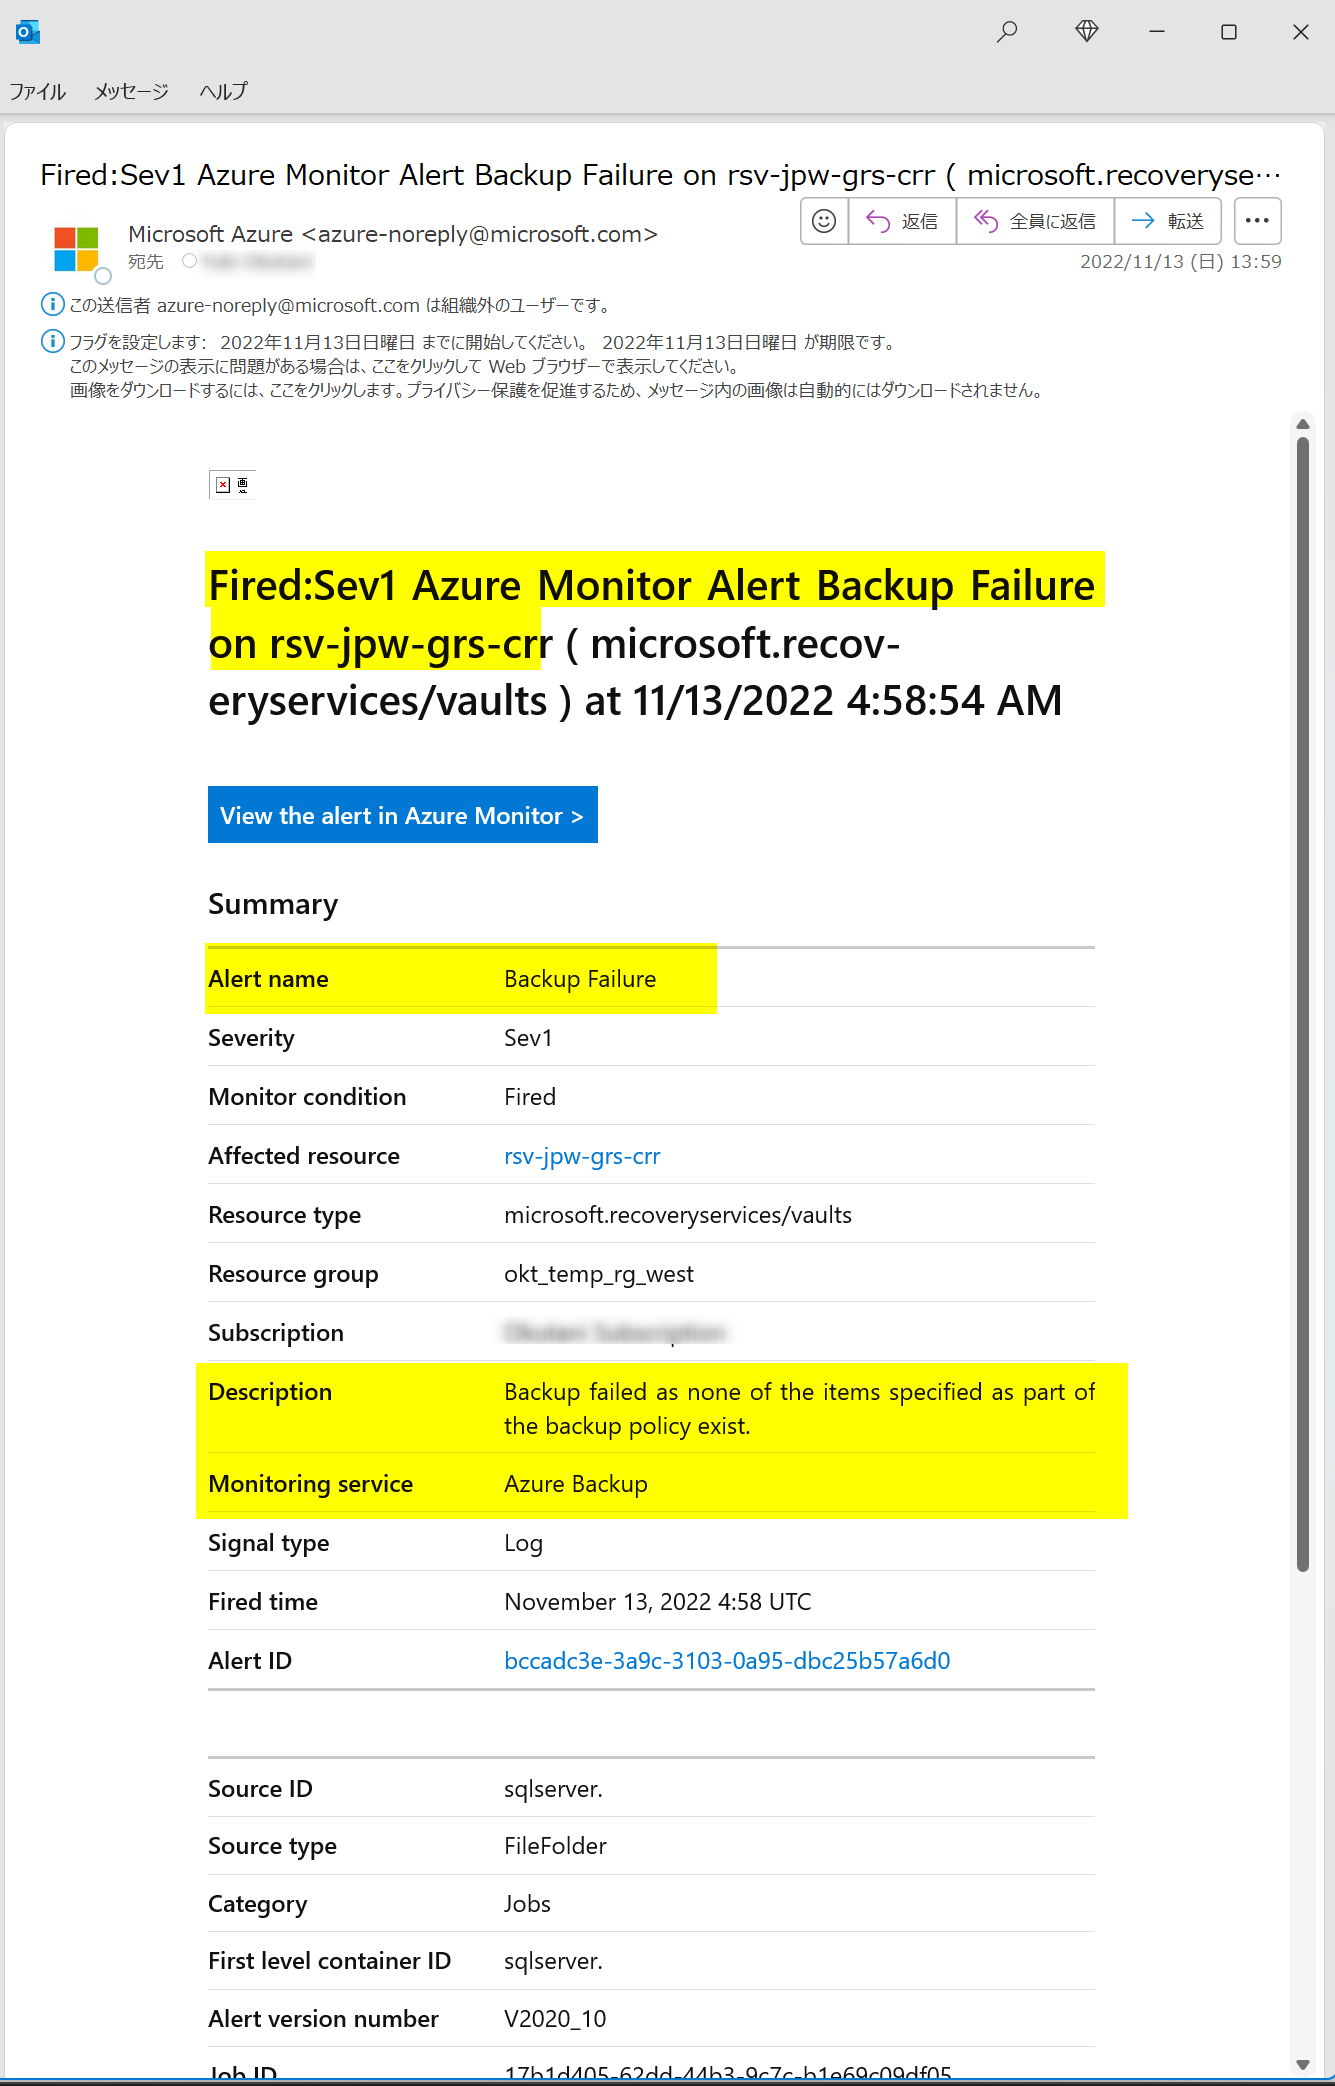 ファイル メッセージ ヘルプ
Fired:Sev1 Azure Monitor Alert Backup Failure on rsv-jpw-grs-crr ( microsoft.recoveryse…
返信 全員に返信 転送
Microsoft Azure <azure-noreply@microsoft.com>
宛先
2022/11/13 (日) 13:59
この送信者 azure-noreply@microsoft.com は組織外のユーザーです。
フラグを設定します: 2022年11月13日日曜日 までに開始してください。 2022年11月13日日曜日 が期限です。
このメッセージの表示に問題がある場合は、ここをクリックして Web ブラウザーで表示してください。
画像をダウンロードするには、ここをクリックします。プライバシー保護を促進するため、メッセージ内の画像は自動的にはダウンロードされません。
Fired:Sev1 Azure Monitor Alert Backup Failure
on rsv-jpw-grs-crr ( microsoft.recov-
eryservices/vaults ) at 11/13/2022 4:58:54 AM
View the alert in Azure Monitor >
Summary
Alert name Backup Failure
Severity Sev1
Monitor condition Fired
Affected resource rsv-jpw-grs-crr
Resource type microsoft.recoveryservices/vaults
Resource group okt_temp_rg_west
Subscription
Description Backup failed as none of the items specified as part of
the backup policy exist.
Monitoring service Azure Backup
Signal type Log
Fired time November 13, 2022 4:58 UTC
Alert ID bccadc3e-3a9c-3103-0a95-dbc25b57a6d0
Source ID sqlserver.
Source type FileFolder
Category Jobs
First level container ID sqlserver.
Alert version number V2020_10
Job ID 17b1d405-62dd-44b3-9c7c-b1e69c09df05